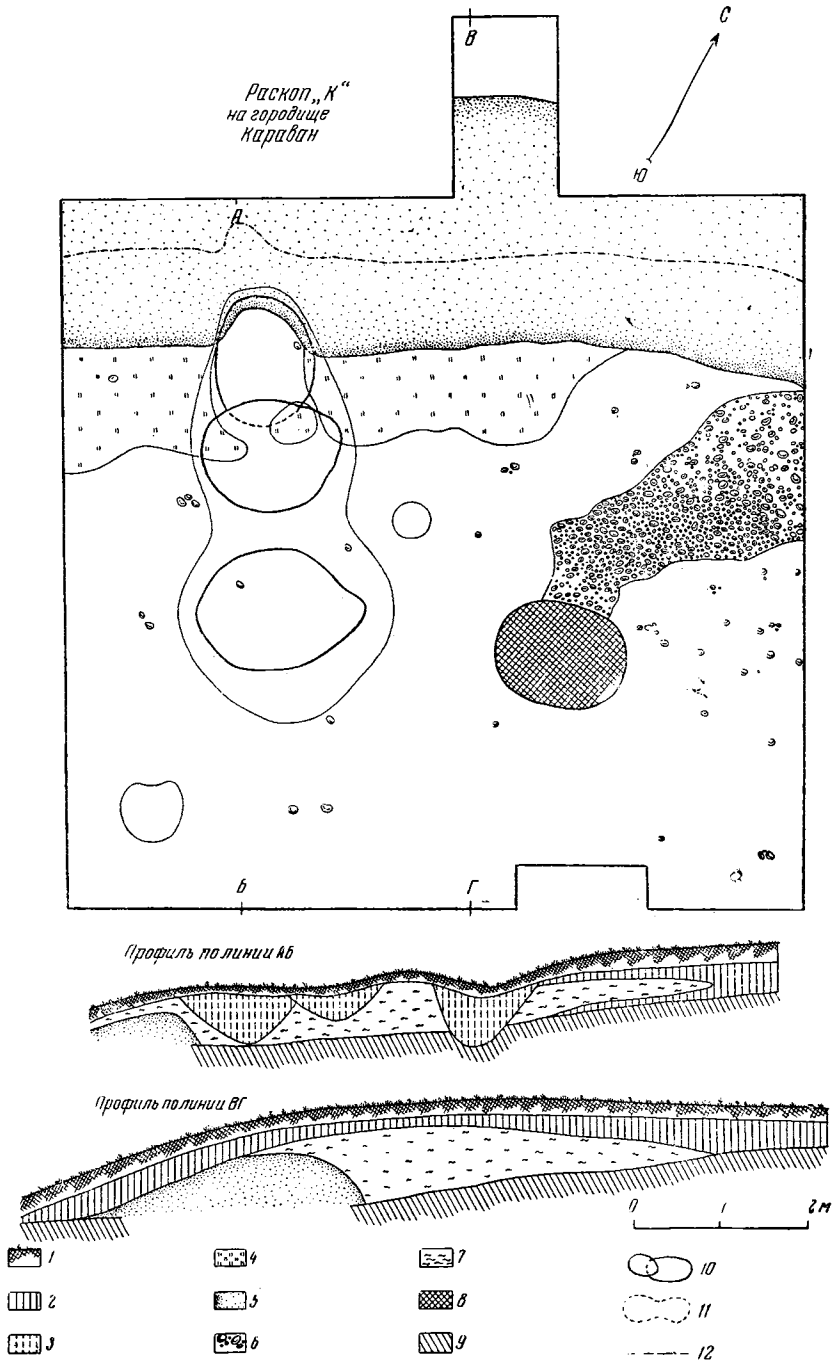 В
С
Ю
Раскоп „К“
на городище
Караван
А
Б
Г
Профиль по линии АБ
Профиль по линии ВГ
0 1 2 м
1
2
3
4
5
6
7
8
9
10
11
12